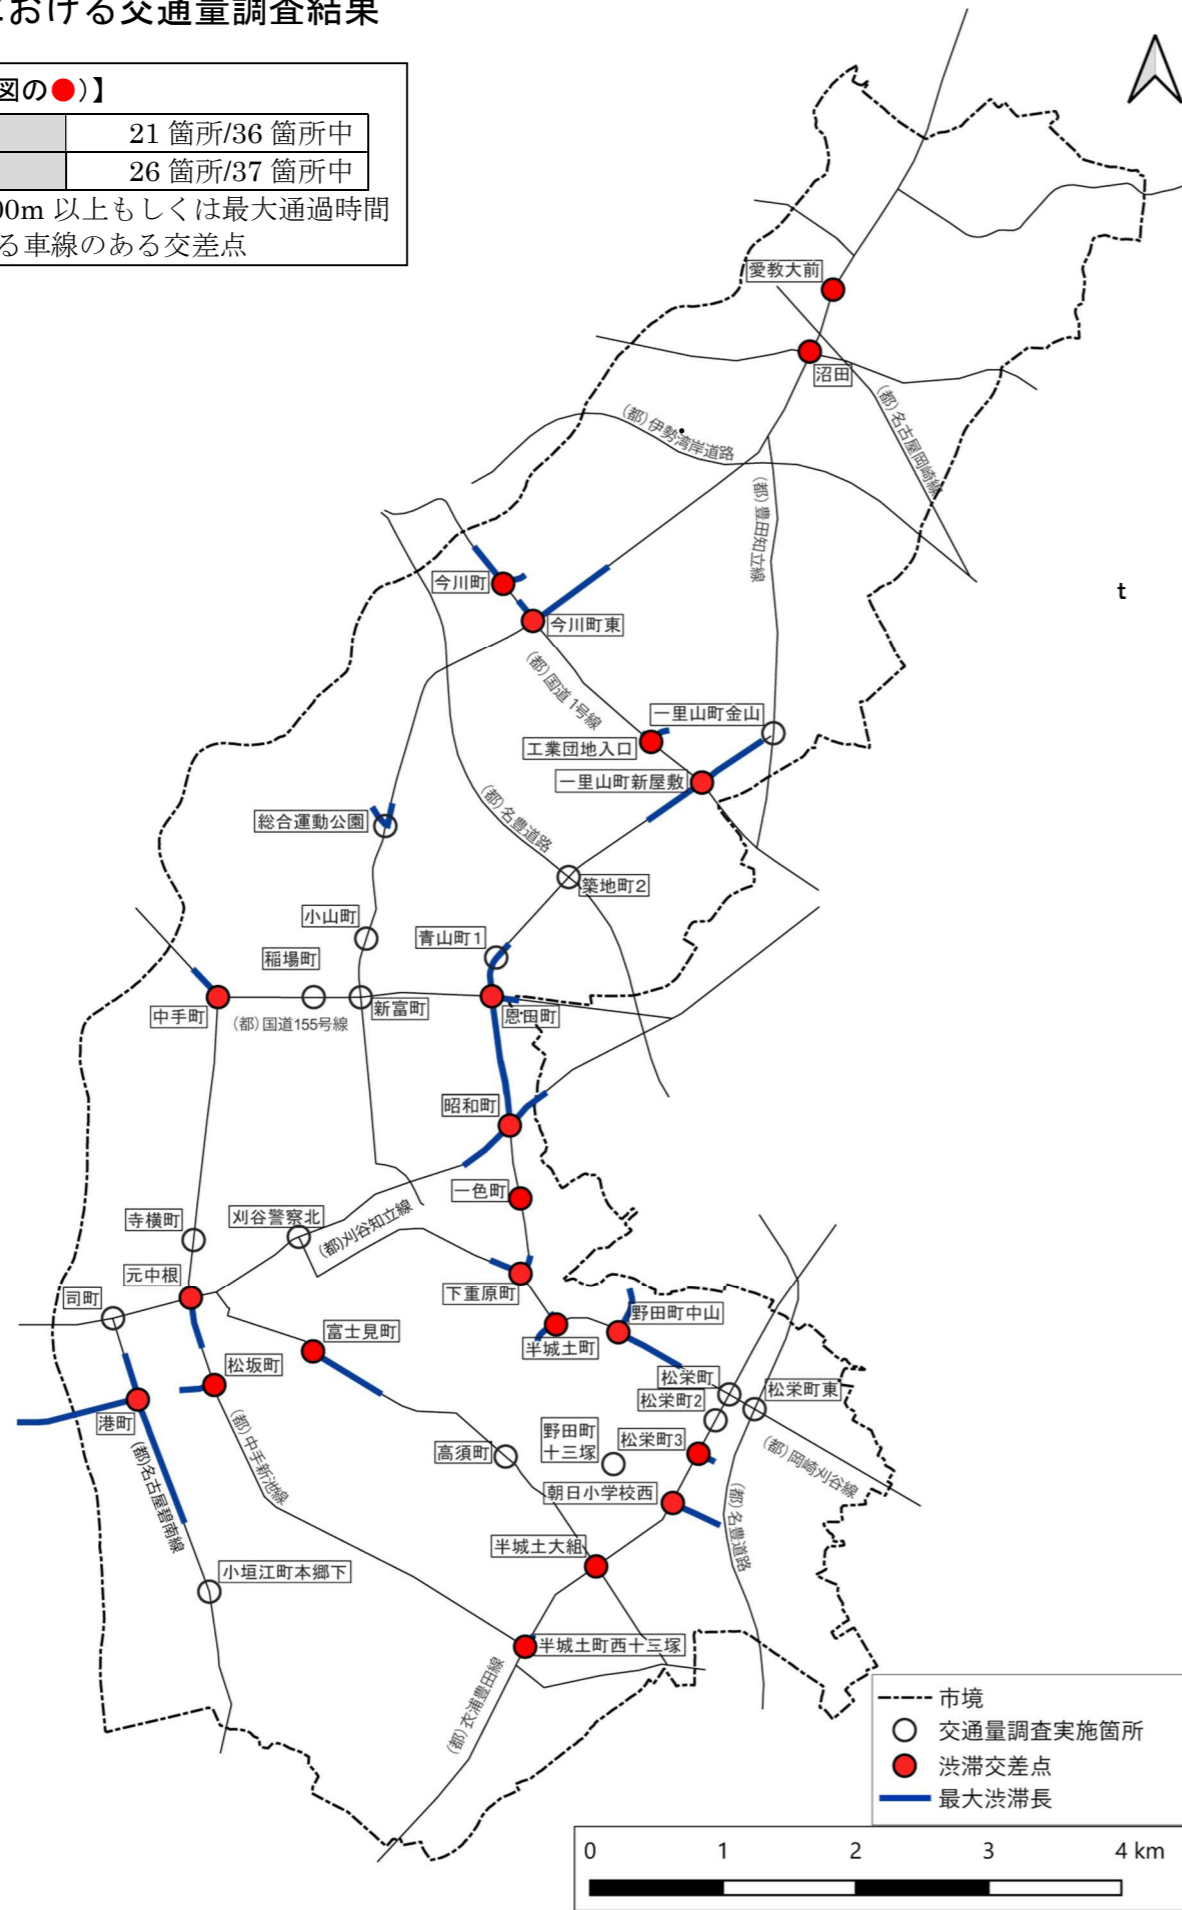 における交通量調査結果
図の●)】
21 箇所/36 箇所中
26 箇所/37 箇所中
00m 以上もしくは最大通過時間
る車線のある交差点
愛教大前
沼田
(都)名古屋岡崎線
(都)伊勢湾岸道路
(都)豊田知立線
今川町
今川町東
t
(都)国道1号線
一里山町金山
工業団地入口
一里山町新屋敷
(都)名豊道路
総合運動公園
築地町2
小山町
青山町1
稲場町
中手町
新富町
恩田町
(都)国道155号線
昭和町
一色町
寺横町
刈谷警察北
(都)刈谷知立線
元中根
下重原町
司町
富士見町
半城土町
野田町中山
松坂町
松栄町
松栄町東
松栄町2
港町
野田町
十三塚
松栄町3
高須町
(都)中手新池線
(都)名古屋碧南線
(都)岡崎刈谷線
朝日小学校西
(都)名豊道路
半城土大組
小垣江町本郷下
半城土町西十三塚
(都)衣浦豊田線
市境
交通量調査実施箇所
渋滞交差点
最大渋滞長
0 1 2 3 4 km